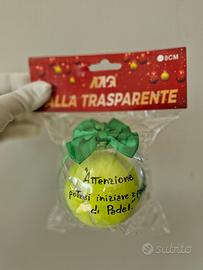 8CM
ALLA TRASPARENTE
"Attenzione
potresti iniziare a
di Padel"
subito